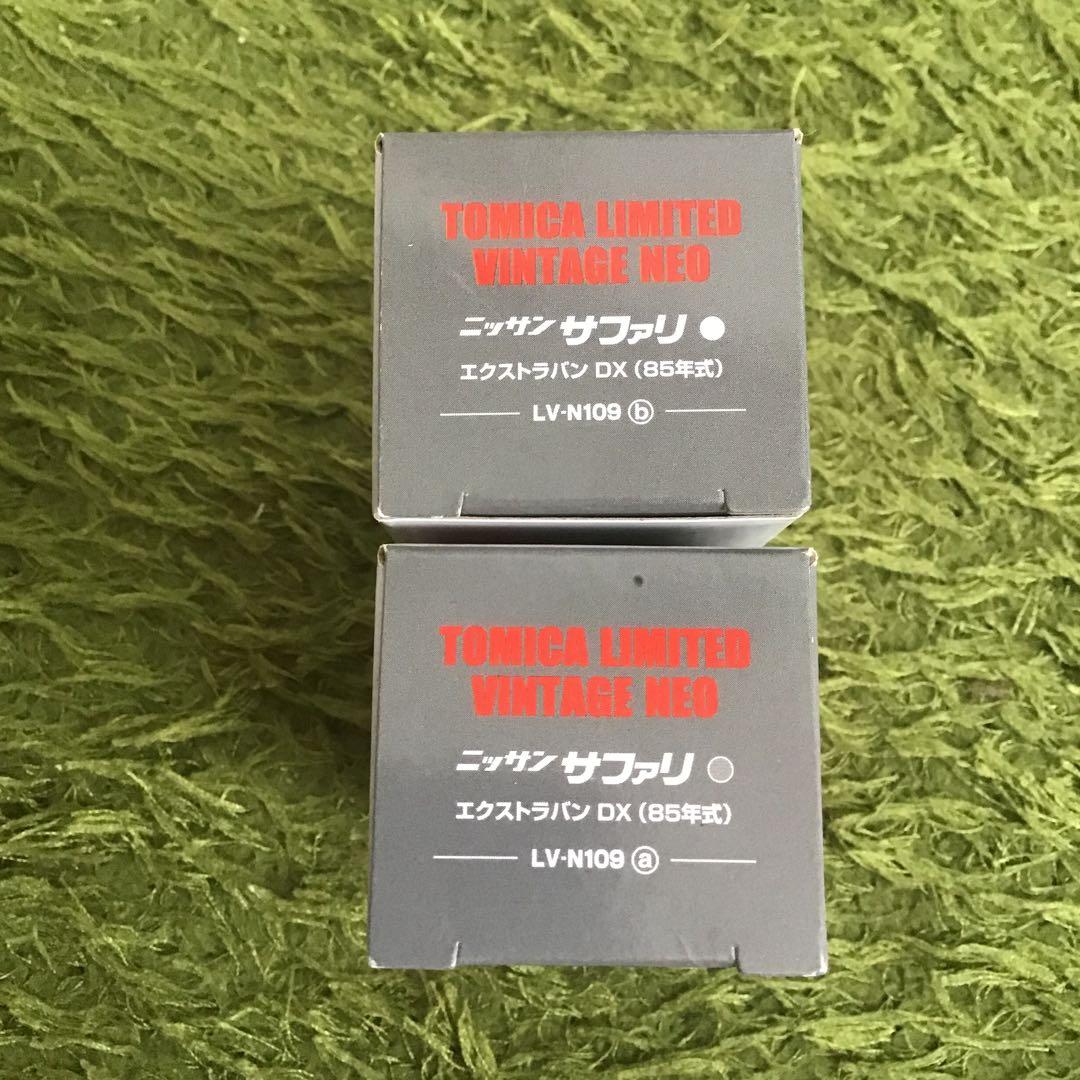 TOMICA LIMITED
VINTAGE NEO
ニッサン サファリ
エクストラバン DX (85年式)
LV-N109 ⓑ
TOMICA LIMITED
VINTAGE NEO
ニッサン サファリ
エクストラバン DX (85年式)
LV-N109 ⓐ